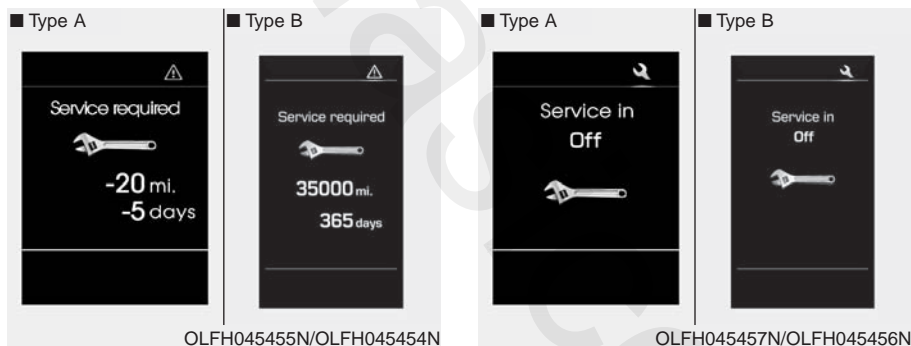 ■ Type A
■ Type B
Service required
-20 mi.
-5 days
Service required
35000 mi.
365 days
OLFH045455N/OLFH045454N
■ Type A
■ Type B
Service in
Off
Service in
Off
OLFH045457N/OLFH045456N